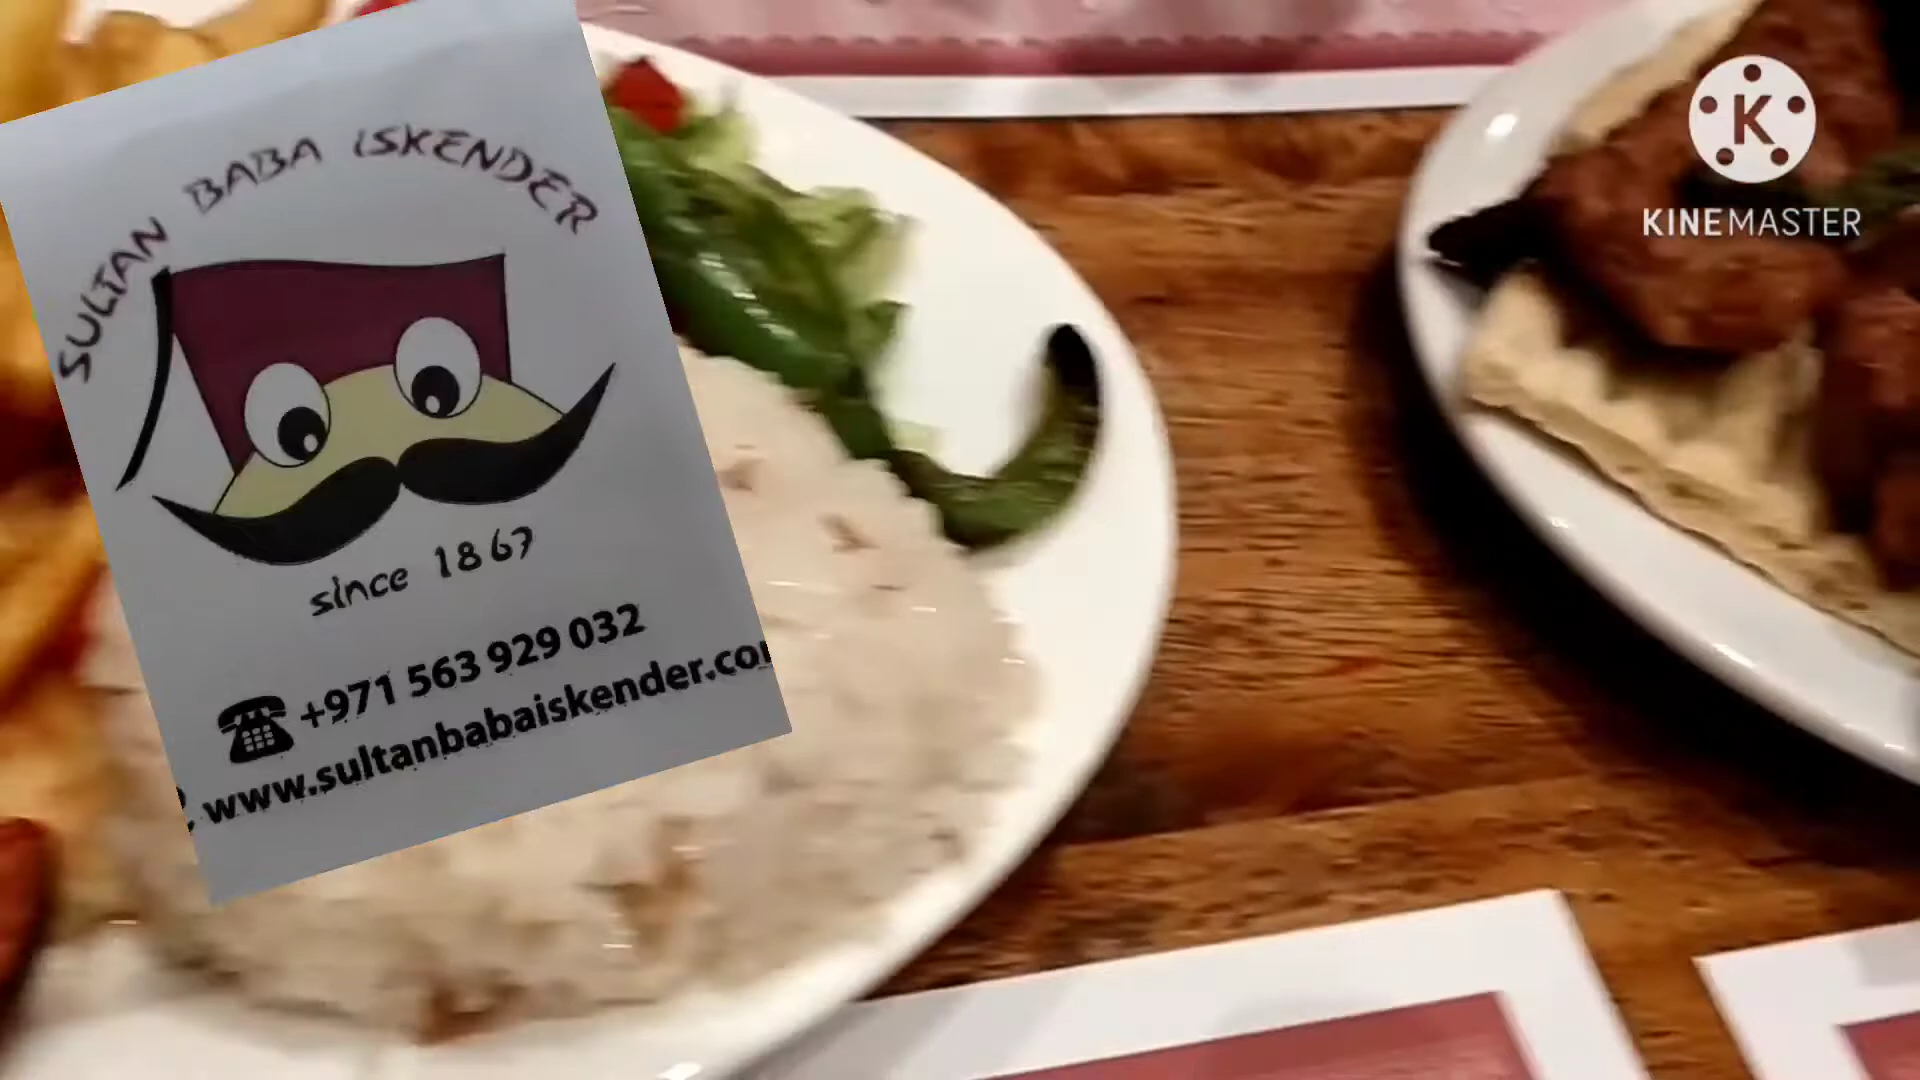 SULTAN BABA ISKENDER
since 1867
+971 563 929 032
www.sultanbabaiskender.co
K
KINEMASTER